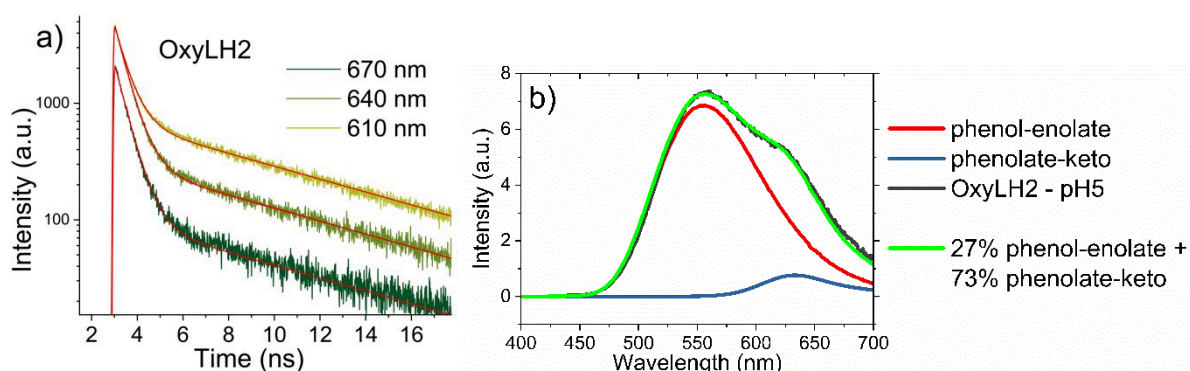 a)
OxyLH2
670 nm
640 nm
610 nm
1000
100
Intensity (a.u.)
2 4 6 8 10 12 14 16
Time (ns)
b)
8
6
4
2
0
Intensity (a.u.)
400 450 500 550 600 650 700
Wavelength (nm)
phenol-enolate
phenolate-keto
OxyLH2 - pH5
27% phenol-enolate +
73% phenolate-keto